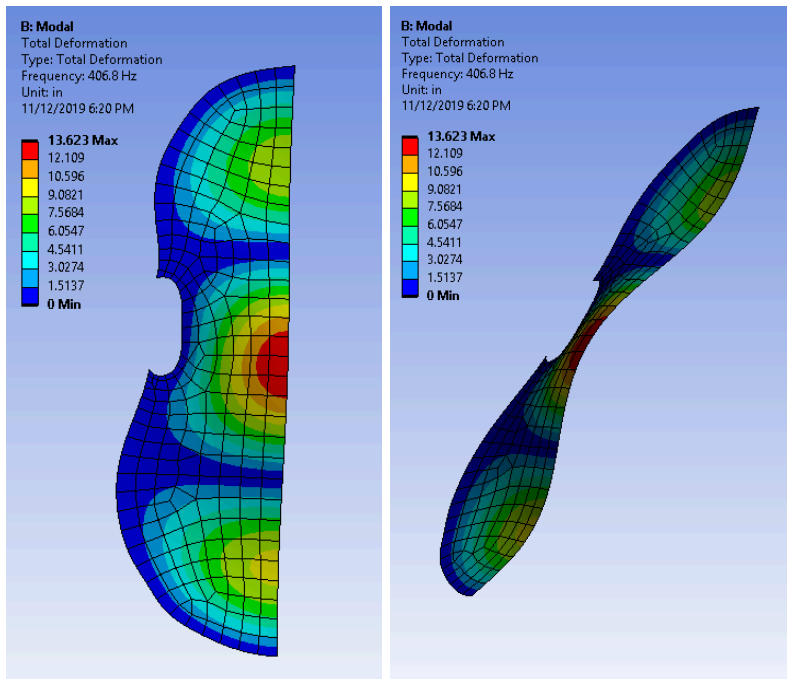 B: Modal
Total Deformation
Type: Total Deformation
Frequency: 406.8 Hz
Unit: in
11/12/2019 6:20 PM
13.623 Max
12.109
10.596
9.0821
7.5684
6.0547
4.5411
3.0274
1.5137
0 Min
B: Modal
Total Deformation
Type: Total Deformation
Frequency: 406.8 Hz
Unit: in
11/12/2019 6:20 PM
13.623 Max
12.109
10.596
9.0821
7.5684
6.0547
4.5411
3.0274
1.5137
0 Min